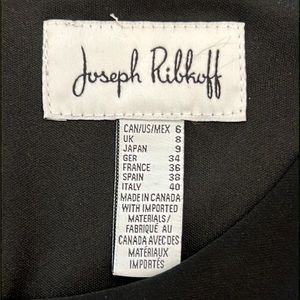 Joseph Ribkoff
CAN/US/MEX 6
UK 8
JAPAN 9
GER 34
FRANCE 36
SPAIN 38
ITALY 40
MADE IN CANADA
WITH IMPORTED
MATERIALS/
FABRIQUÉ AU
CANADA AVEC DES
MATÉRIAUX
IMPORTÉS